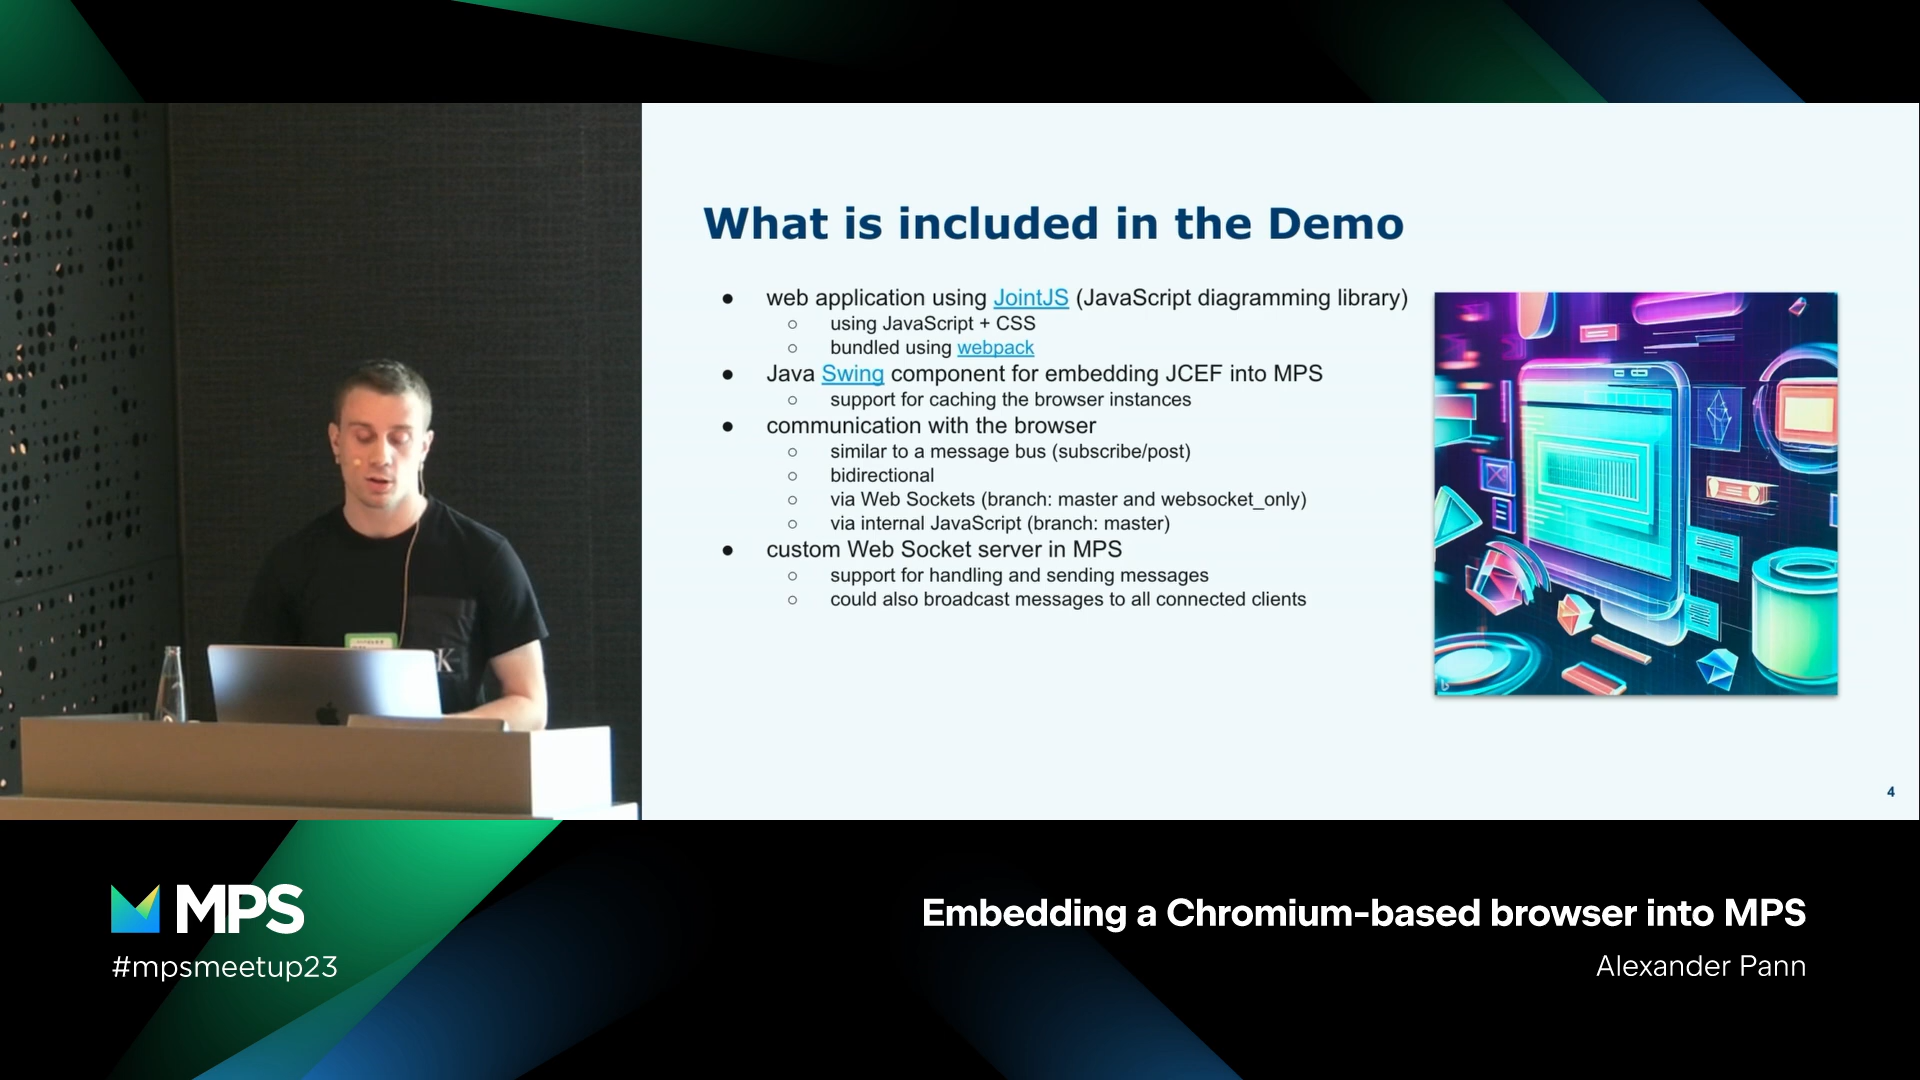 What is included in the Demo
● web application using JointJS (JavaScript diagramming library)
○ using JavaScript + CSS
○ bundled using webpack
● Java Swing component for embedding JCEF into MPS
○ support for caching the browser instances
● communication with the browser
○ similar to a message bus (subscribe/post)
○ bidirectional
○ via Web Sockets (branch: master and websocket_only)
○ via internal JavaScript (branch: master)
● custom Web Socket server in MPS
○ support for handling and sending messages
○ could also broadcast messages to all connected clients
4
K
MPS
#mpsmeetup23
Embedding a Chromium-based browser into MPS
Alexander Pann